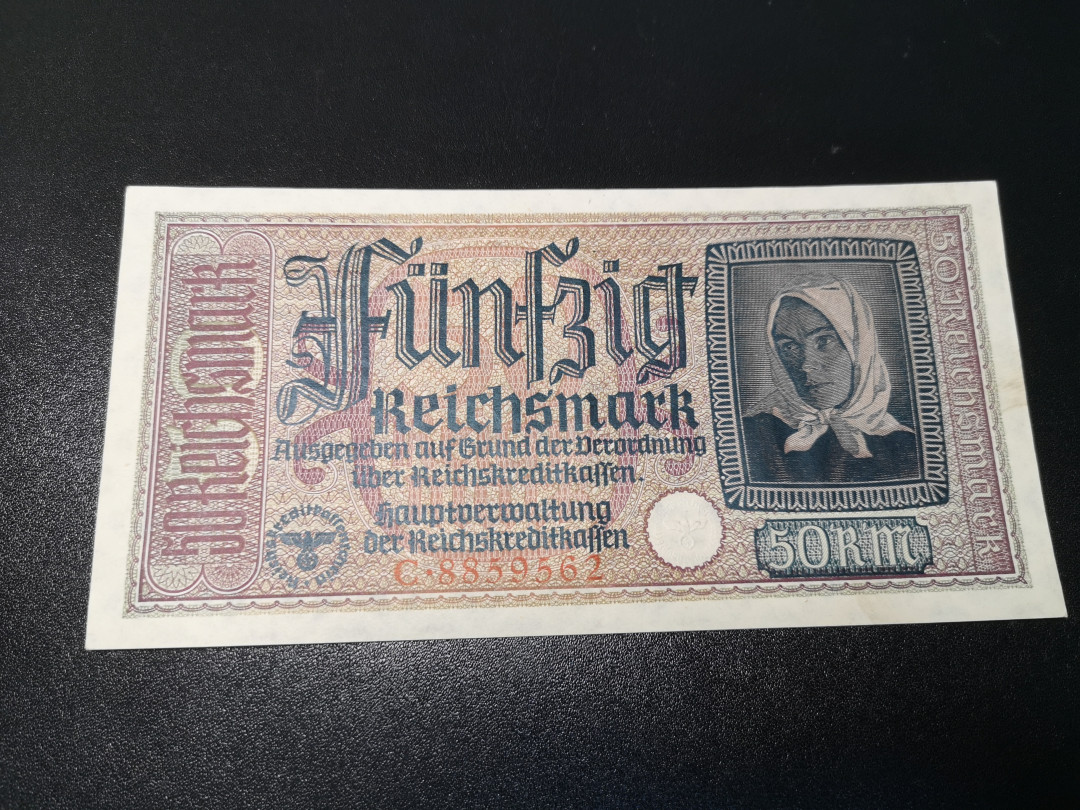 50 Reichsmark
Fünfzig
Reichsmark
Ausgegeben auf Grund der Verordnung
über Reichskreditkassen.
Hauptverwaltung
der Reichskreditkassen
C·8859562
50 RM
50 Reichsmark